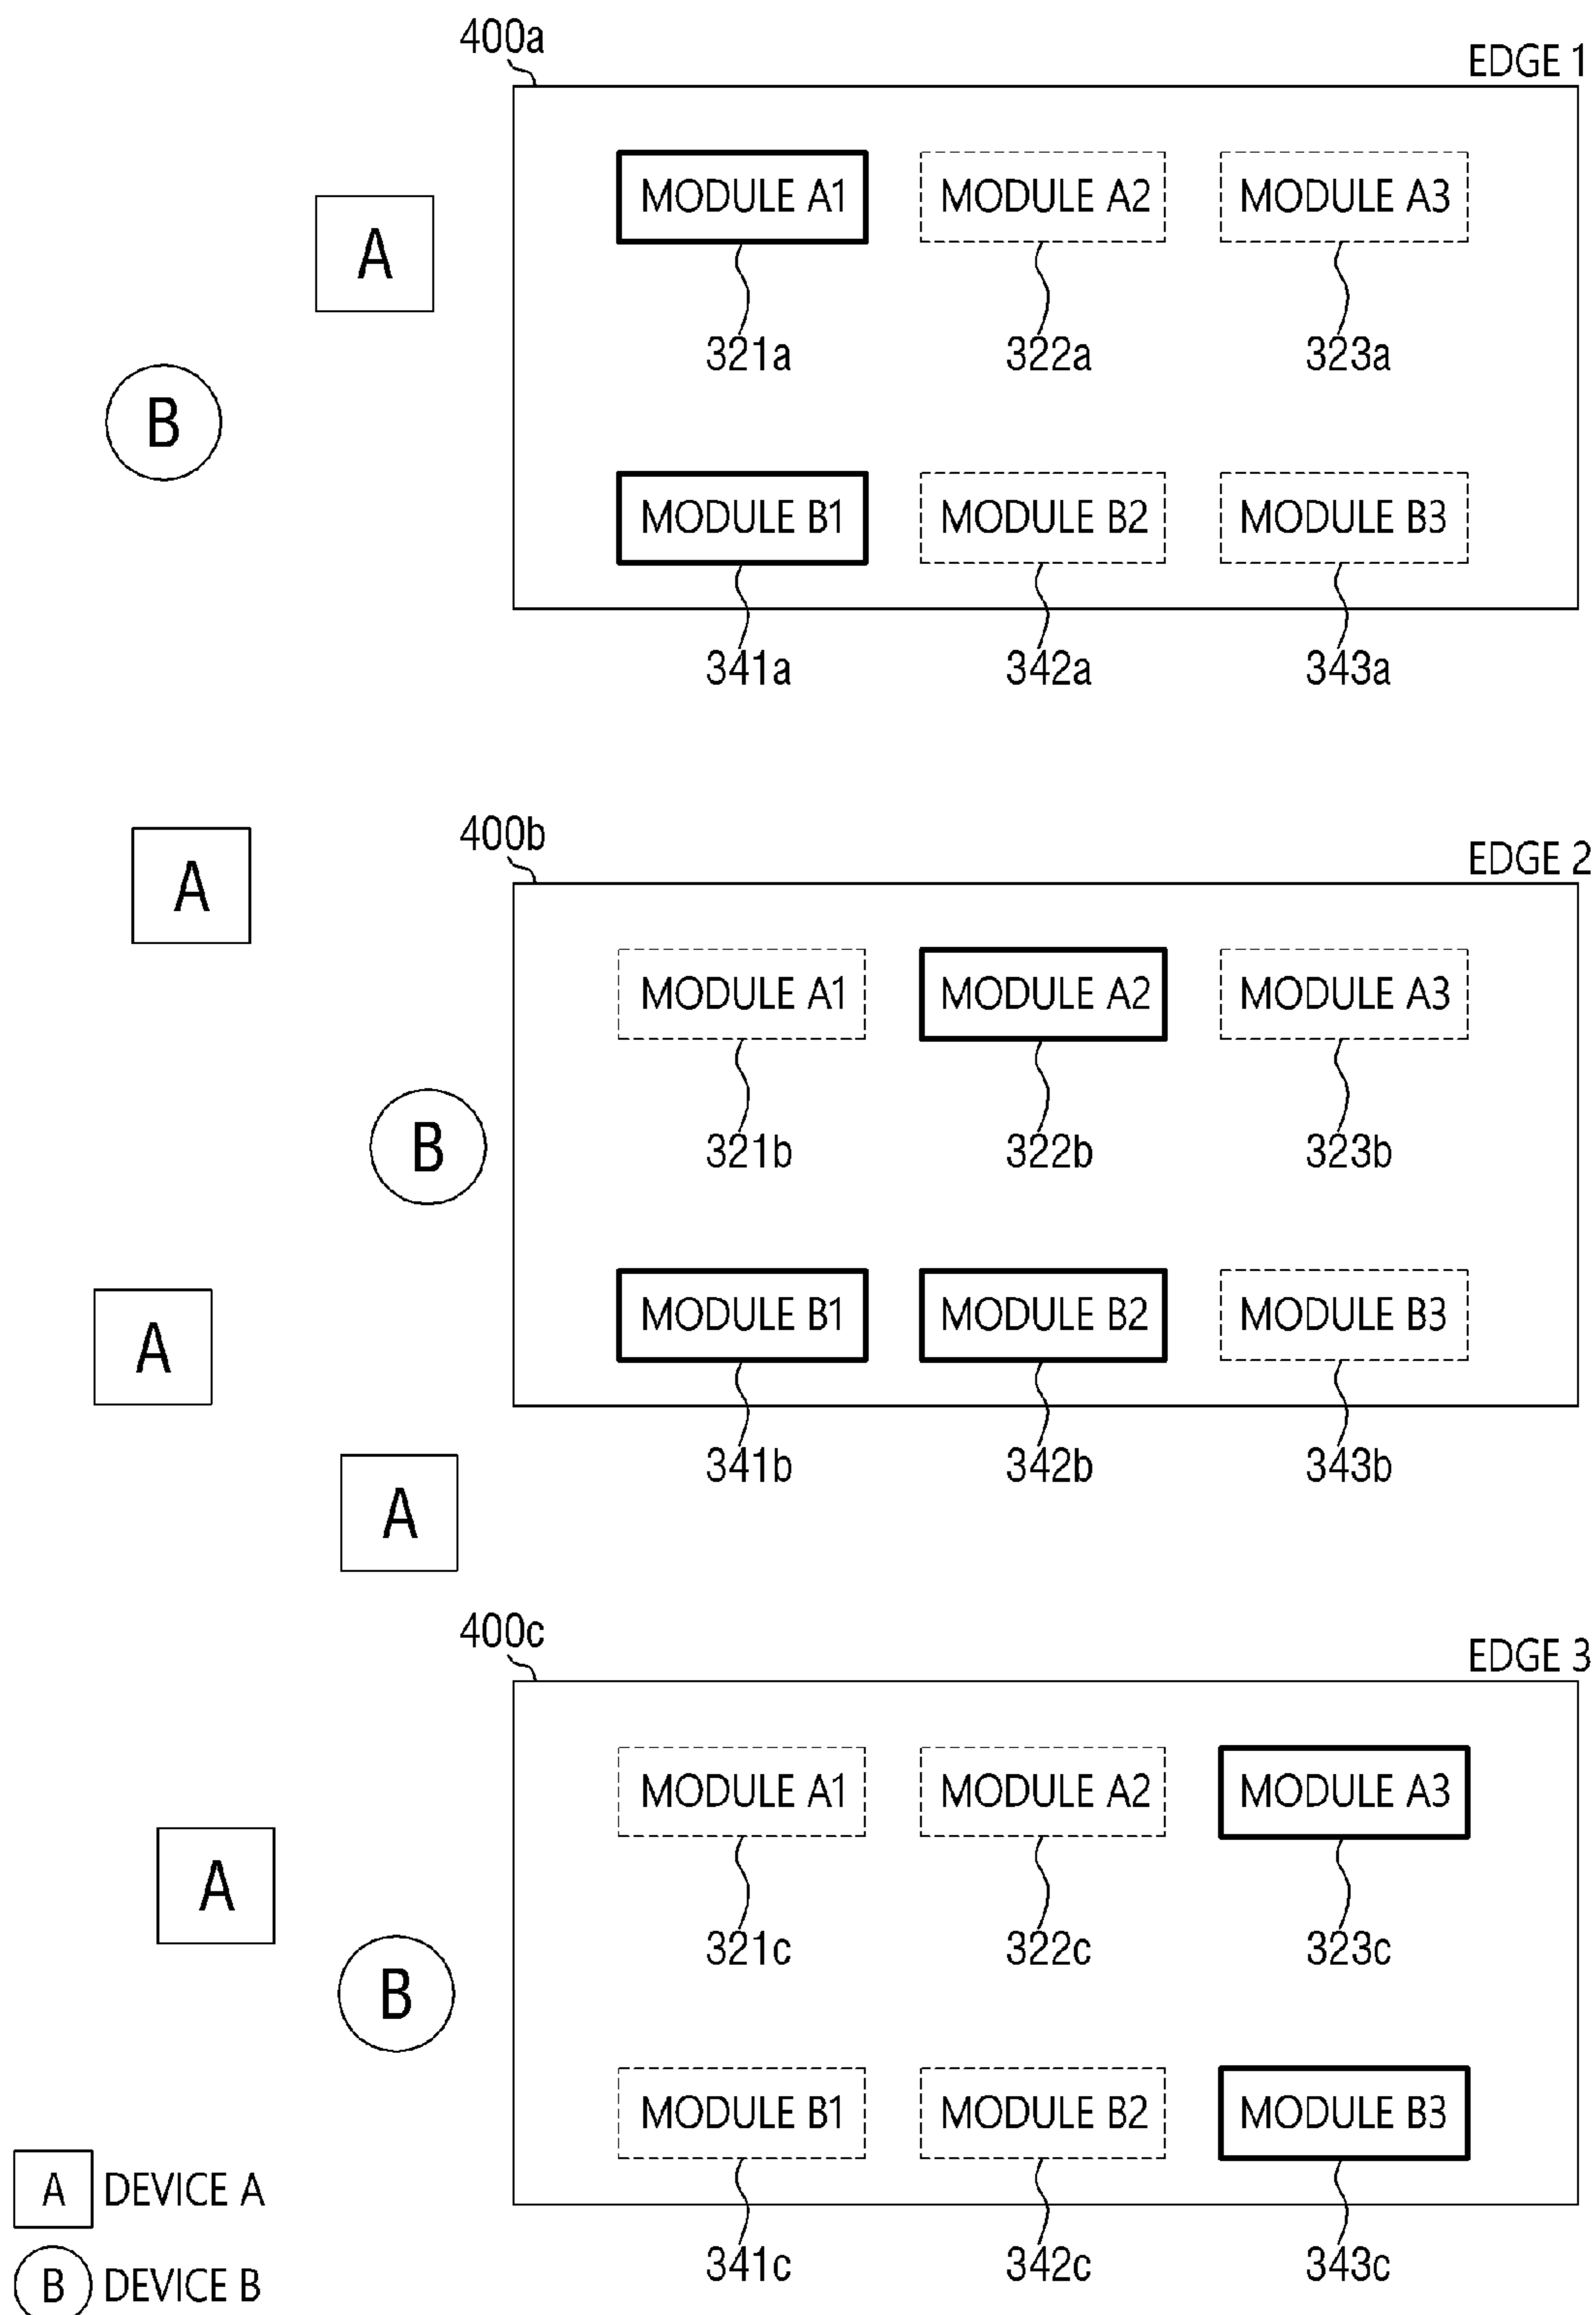 400a
EDGE 1
MODULE A1 MODULE A2 MODULE A3
A
321a 322a 323a
B
MODULE B1 MODULE B2 MODULE B3
341a 342a 343a
400b
EDGE 2
A
MODULE A1 MODULE A2 MODULE A3
B
321b 322b 323b
MODULE B1 MODULE B2 MODULE B3
A
341b 342b 343b
A
400c
EDGE 3
MODULE A1 MODULE A2 MODULE A3
A
321c 322c 323c
B
MODULE B1 MODULE B2 MODULE B3
A DEVICE A
341c 342c 343c
B DEVICE B